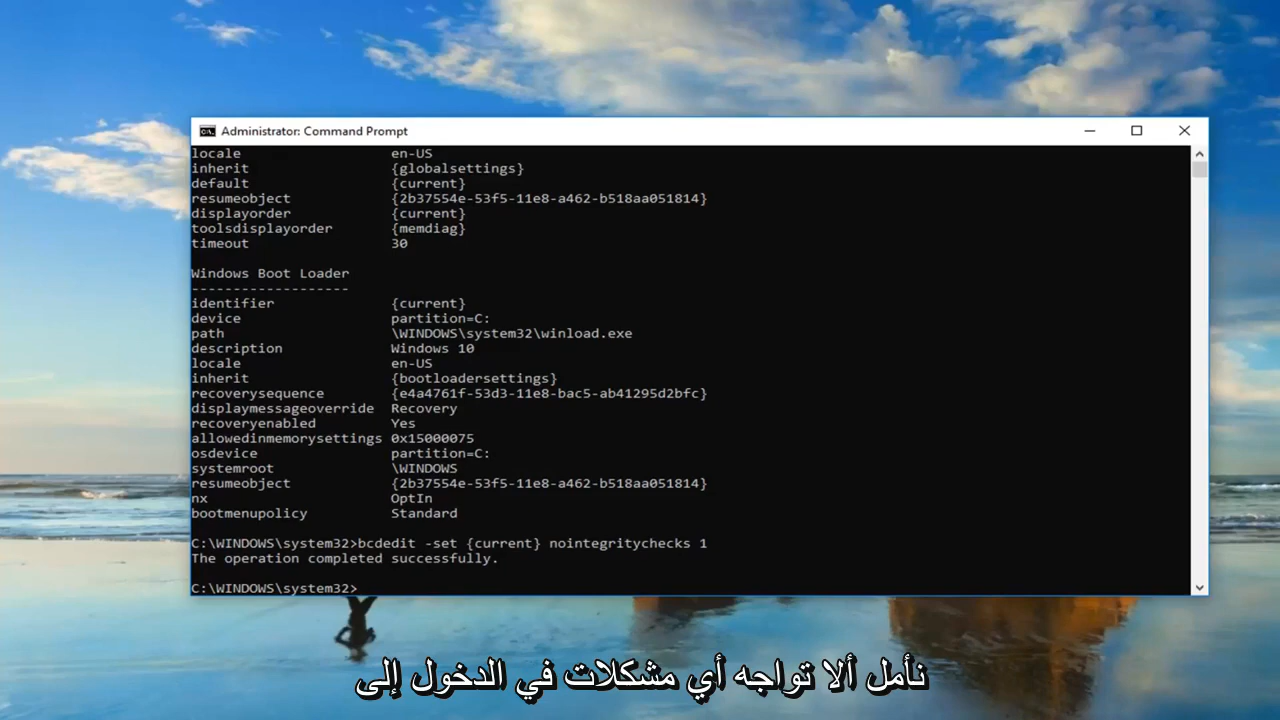 Administrator: Command Prompt
locale en-US
inherit {globalsettings}
default {current}
resumeobject {2b37554e-53f5-11e8-a462-b518aa051814}
displayorder {current}
toolsdisplayorder {memdiag}
timeout 30
Windows Boot Loader
-------------------
identifier {current}
device partition=C:
path \WINDOWS\system32\winload.exe
description Windows 10
locale en-US
inherit {bootloadersettings}
recoverysequence {e4a4761f-53d3-11e8-bac5-ab41295d2bfc}
displaymessageoverride Recovery
recoveryenabled Yes
allowedinmemorysettings 0x15000075
osdevice partition=C:
systemroot \WINDOWS
resumeobject {2b37554e-53f5-11e8-a462-b518aa051814}
nx OptIn
bootmenupolicy Standard
C:\WINDOWS\system32>bcdedit -set {current} nointegritychecks 1
The operation completed successfully.
C:\WINDOWS\system32>
نأمل ألا تواجه أي مشكلات في الدخول إلى